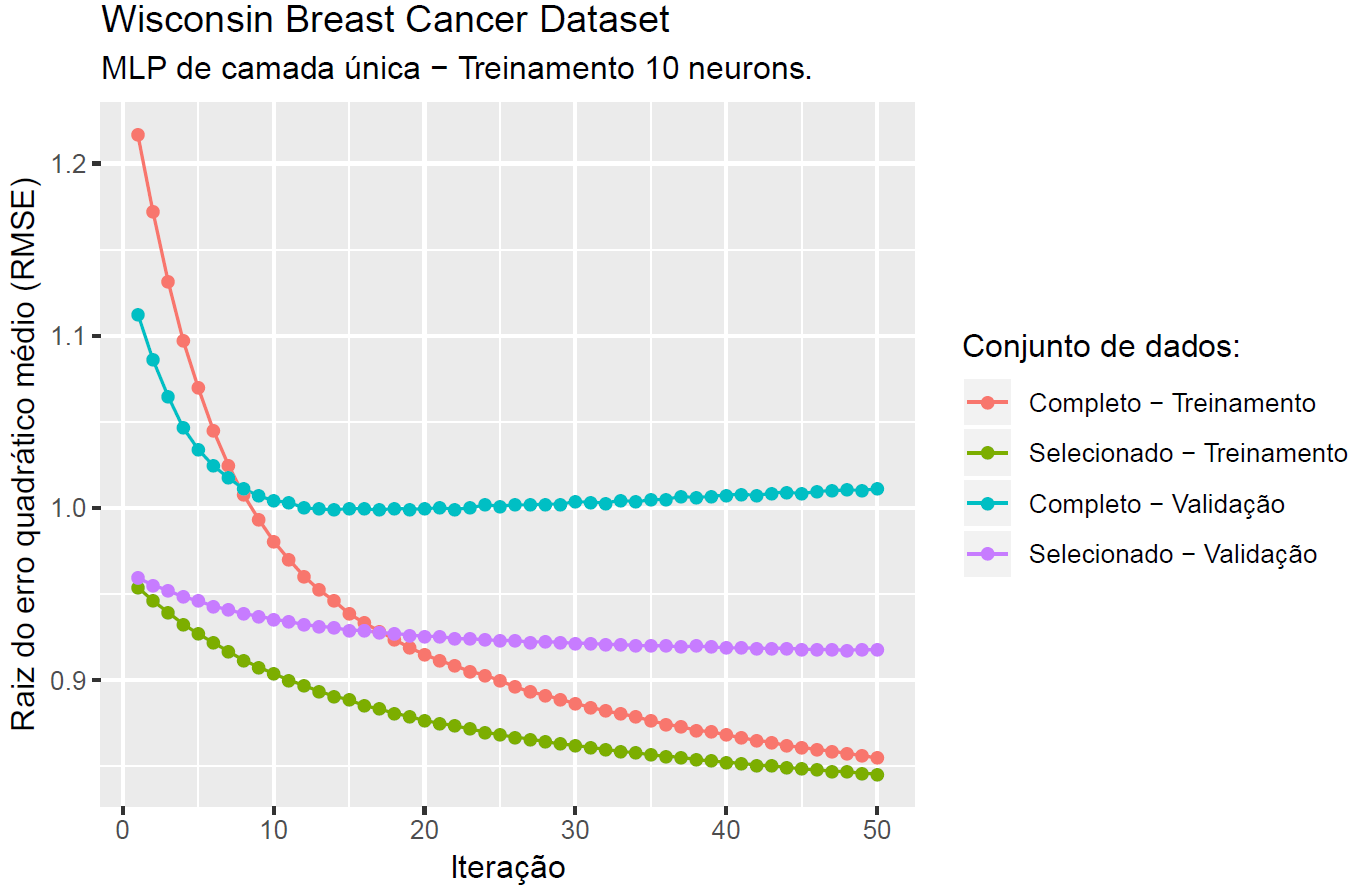 Wisconsin Breast Cancer Dataset
MLP de camada única − Treinamento 10 neurons.
Raiz do erro quadrático médio (RMSE)
1.2
1.1
1.0
0.9
0
10
20
30
40
50
Iteração
Conjunto de dados:
Completo − Treinamento
Selecionado − Treinamento
Completo − Validação
Selecionado − Validação